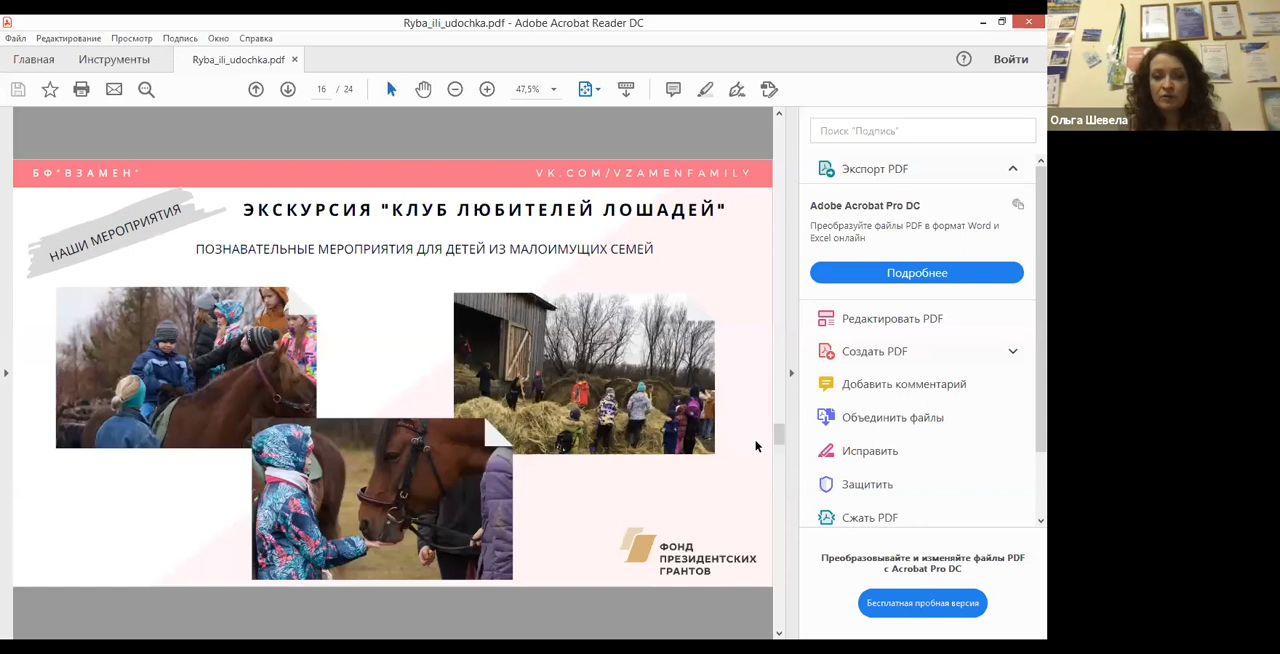 Ryba_ili_udochka.pdf - Adobe Acrobat Reader DC
Файл Редактирование Просмотр Подпись Окно Справка
Главная Инструменты Ryba_ili_udochka.pdf × Войти
16 / 24 47,5%
Ольга Шевела
Поиск "Подпись"
Экспорт PDF
Adobe Acrobat Pro DC
Преобразуйте файлы PDF в формат Word и
Excel онлайн
Подробнее
Редактировать PDF
Создать PDF
Добавить комментарий
Объединить файлы
Исправить
Защитить
Сжать PDF
Преобразовывайте и изменяйте файлы PDF
с Acrobat Pro DC
Бесплатная пробная версия
БФ"ВЗАМЕН"
VK.COM/VZAMENFAMILY
НАШИ МЕРОПРИЯТИЯ
ЭКСКУРСИЯ "КЛУБ ЛЮБИТЕЛЕЙ ЛОШАДЕЙ"
ПОЗНАВАТЕЛЬНЫЕ МЕРОПРИЯТИЯ ДЛЯ ДЕТЕЙ ИЗ МАЛОИМУЩИХ СЕМЕЙ
ФОНД
ПРЕЗИДЕНТСКИХ
ГРАНТОВ